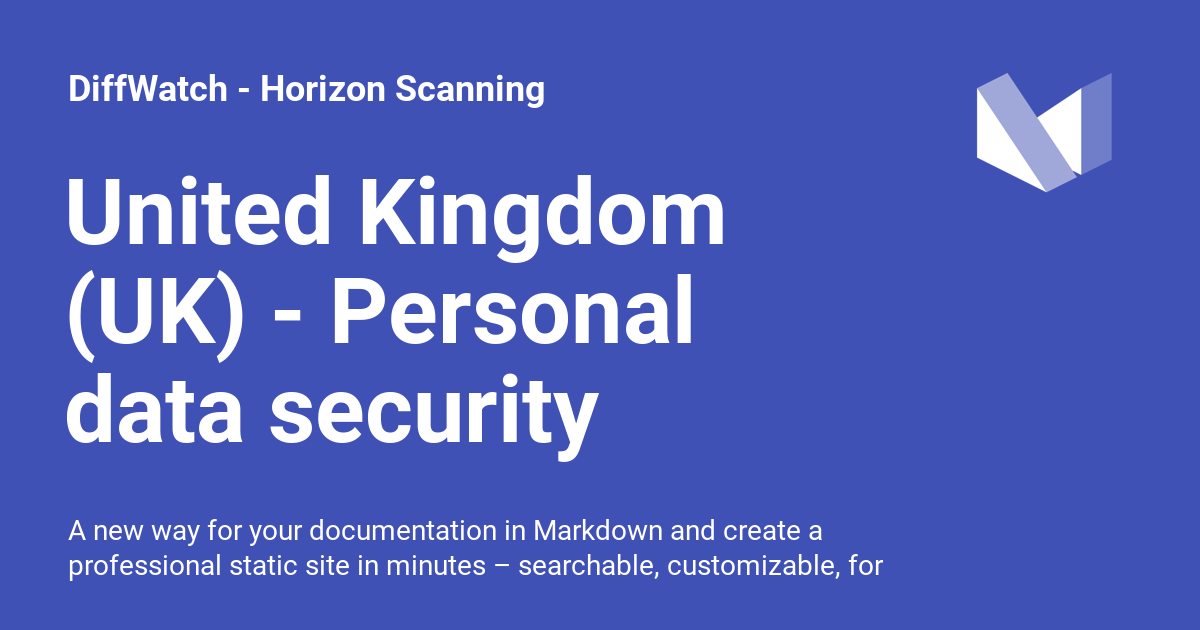 DiffWatch - Horizon Scanning
United Kingdom
(UK) - Personal
data security
A new way for your documentation in Markdown and create a
professional static site in minutes – searchable, customizable, for